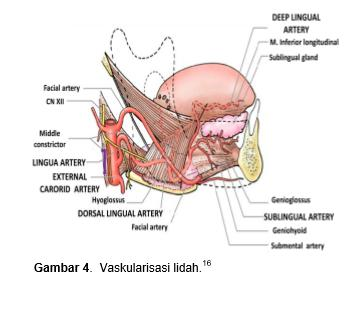 DEEP LINGUAL
ARTERY
M. Inferior longitudinal
Sublingual gland
Facial artery
CN XII
Middle
constrictor
LINGUA ARTERY
EXTERNAL
CARORID ARTERY
Hyoglossus
DORSAL LINGUAL ARTERY
Facial artery
Genioglossus
SUBLINGUAL ARTERY
Geniohyoid
Submental artery
Gambar 4. Vaskularisasi lidah.16